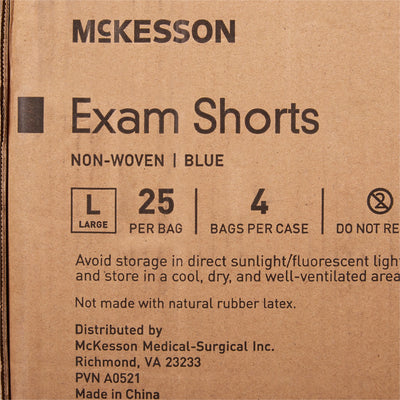 McKESSON
Exam Shorts
NON-WOVEN | BLUE
L 25 4
LARGE PER BAG BAGS PER CASE DO NOT RE
Avoid storage in direct sunlight/fluorescent ligh
and store in a cool, dry, and well-ventilated area
Not made with natural rubber latex.
Distributed by
McKesson Medical-Surgical Inc.
Richmond, VA 23233
PVN A0521
Made in China